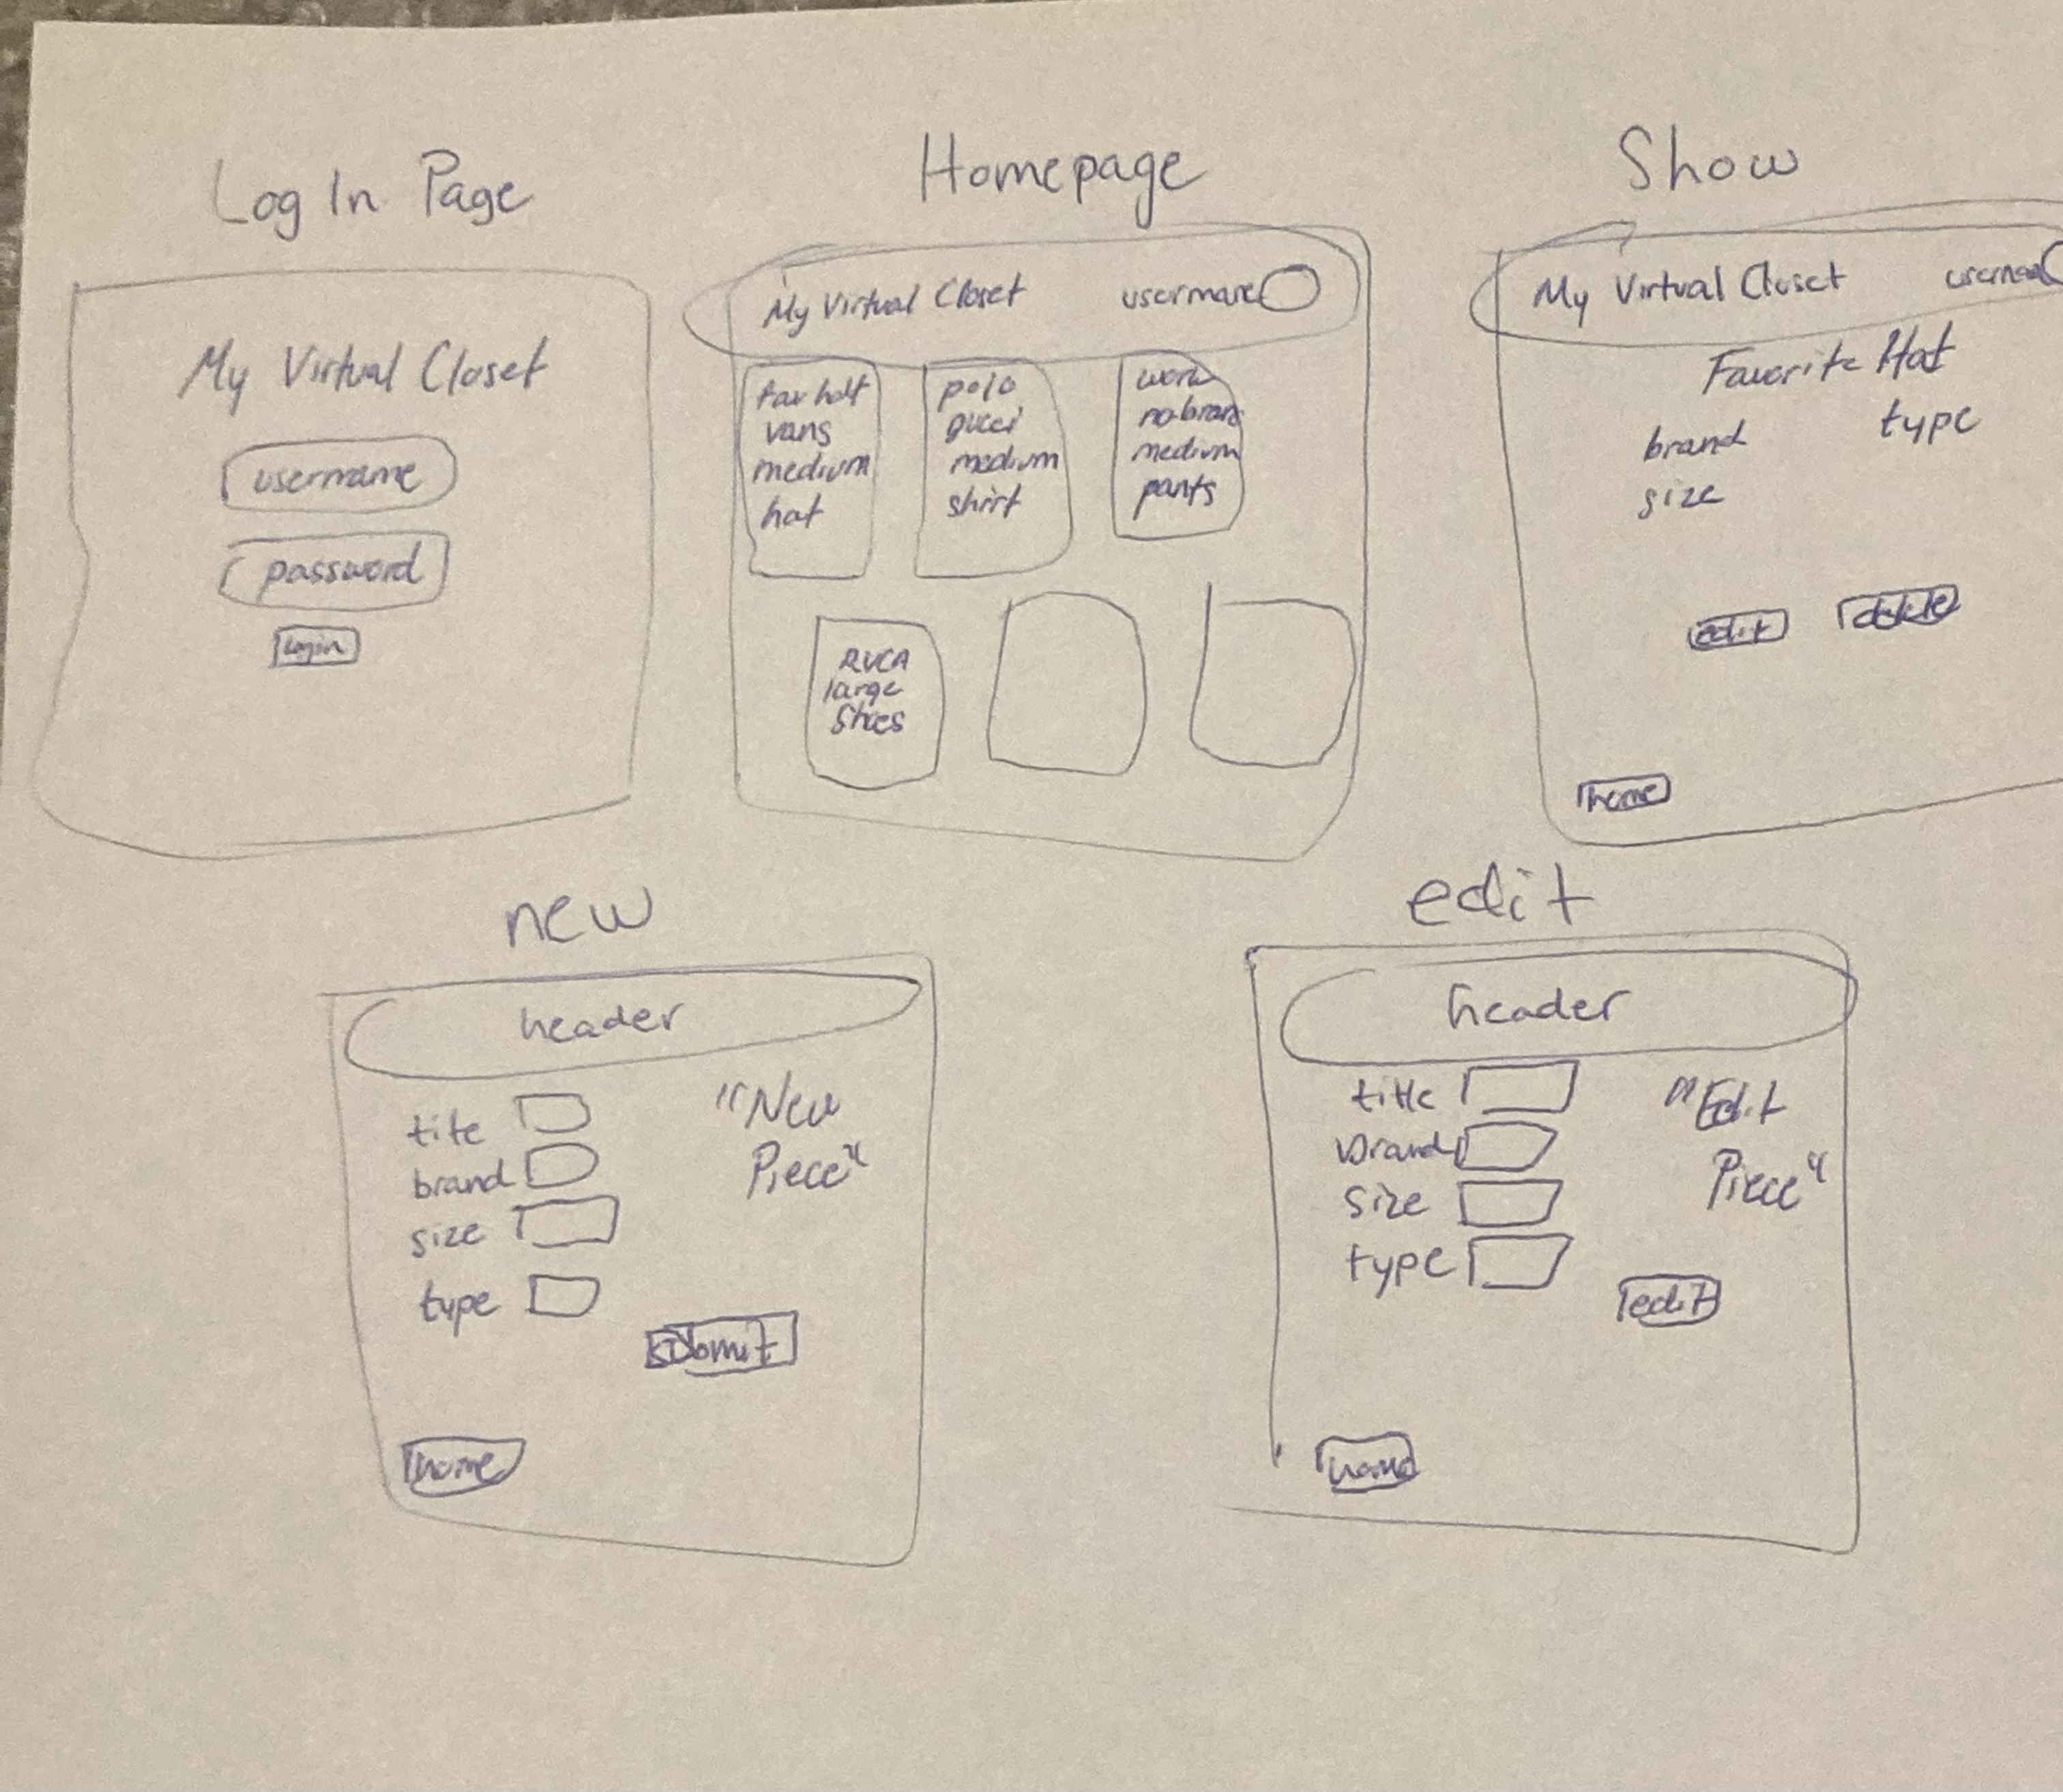 Log In Page
My Virtual Closet
username
password
Login
Homepage
My Virtual Closet username
fav hat
vans
medium
hat
polo
gucci
medium
shirt
work
no brand
medium
pants
RVCA
large
Shoes
Show
My Virtual Closet
Favorite Hat
brand type
size
edit delete
home
new
header
title "New
brand Piece"
size
type
submit
home
edit
header
title "Edit
brand Piece"
size
type
edit
home